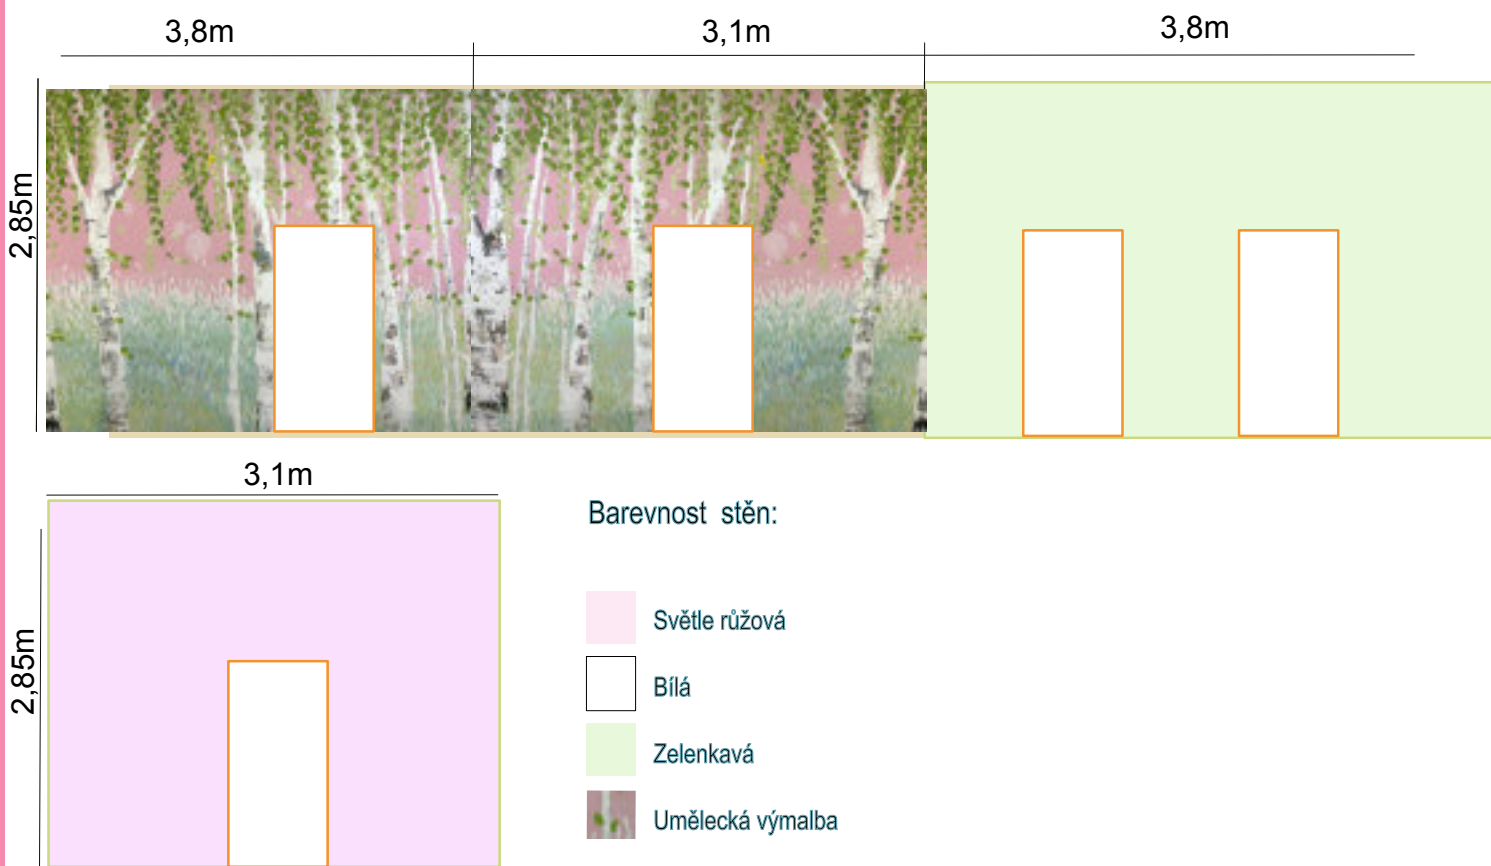 3,8m
3,1m
3,8m
2,85m
3,1m
2,85m
Barevnost stěn:
Světle růžová
Bílá
Zelenkavá
Umělecká výmalba